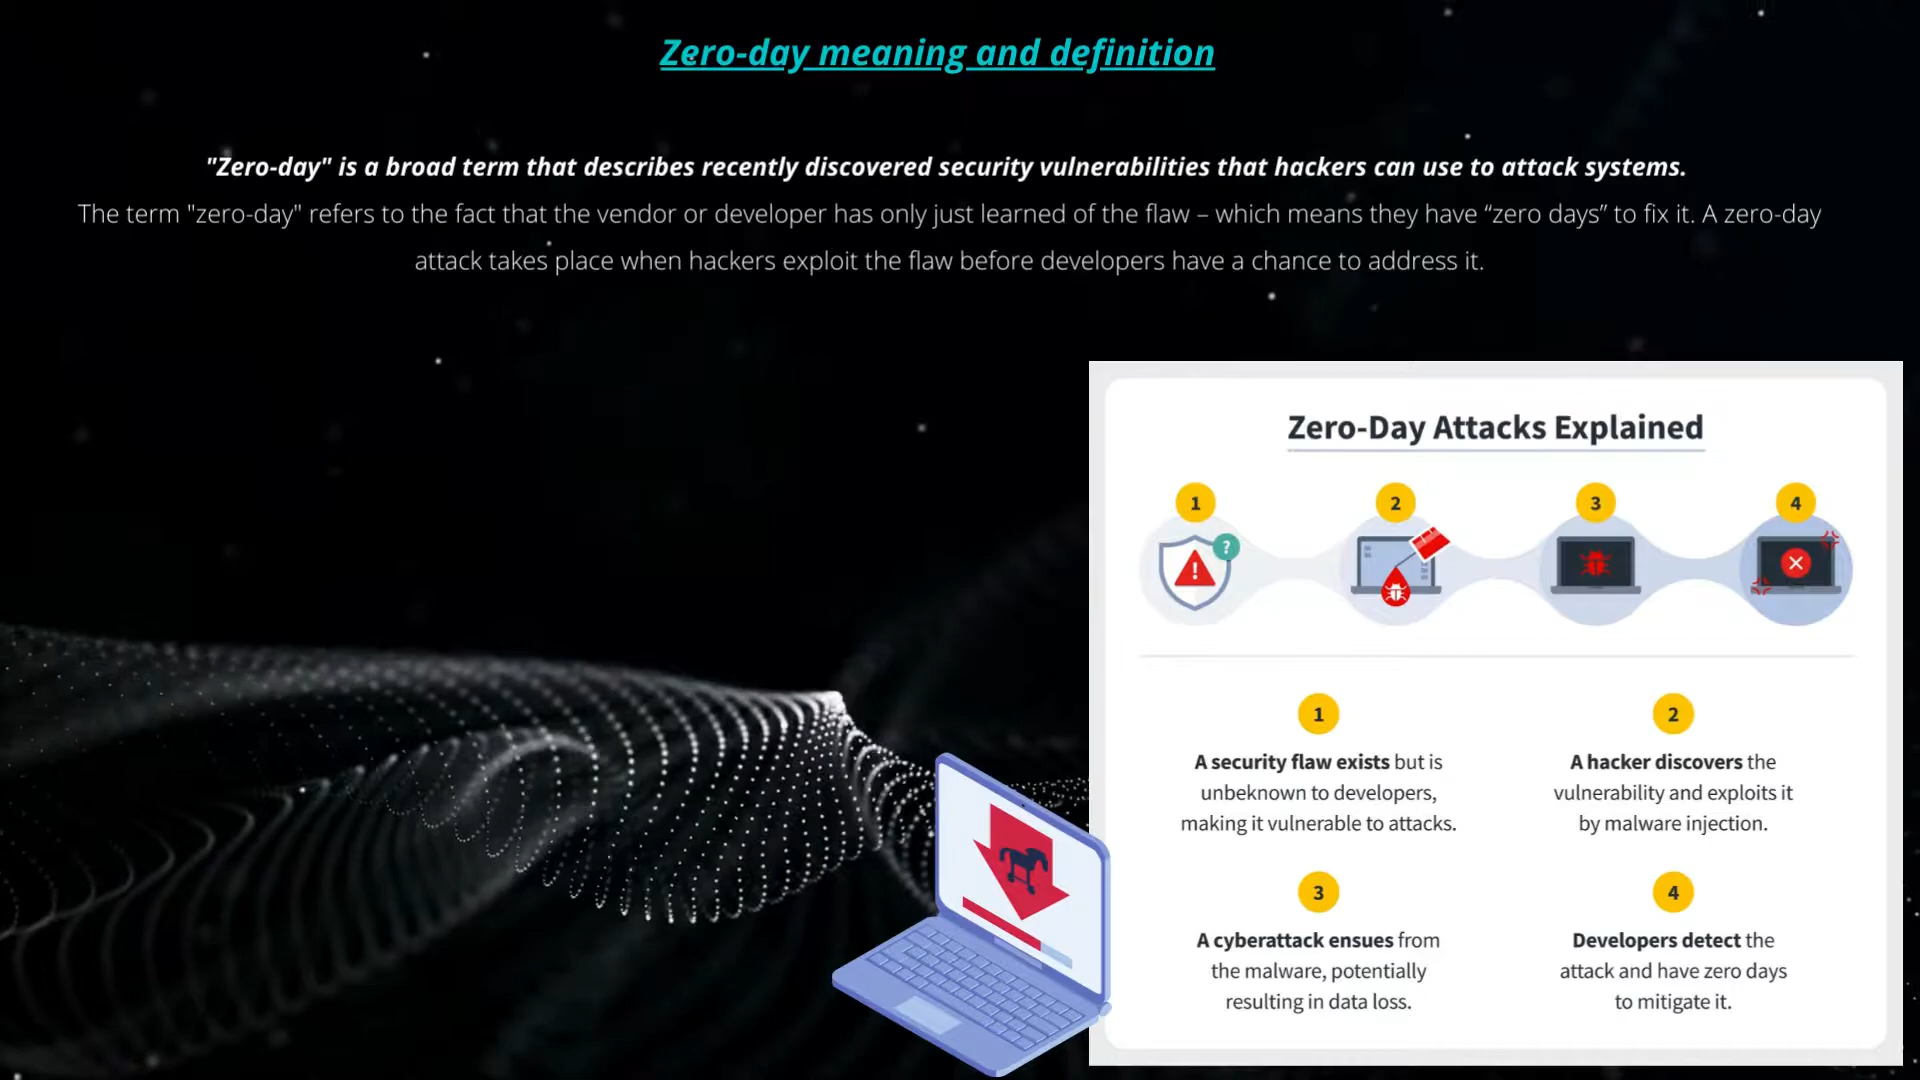 Zero-day meaning and definition
"Zero-day" is a broad term that describes recently discovered security vulnerabilities that hackers can use to attack systems.
The term "zero-day" refers to the fact that the vendor or developer has only just learned of the flaw – which means they have “zero days” to fix it. A zero-day
attack takes place when hackers exploit the flaw before developers have a chance to address it.
Zero-Day Attacks Explained
1
2
3
4
?
!
1
A security flaw exists but is
unbeknown to developers,
making it vulnerable to attacks.
2
A hacker discovers the
vulnerability and exploits it
by malware injection.
3
A cyberattack ensues from
the malware, potentially
resulting in data loss.
4
Developers detect the
attack and have zero days
to mitigate it.